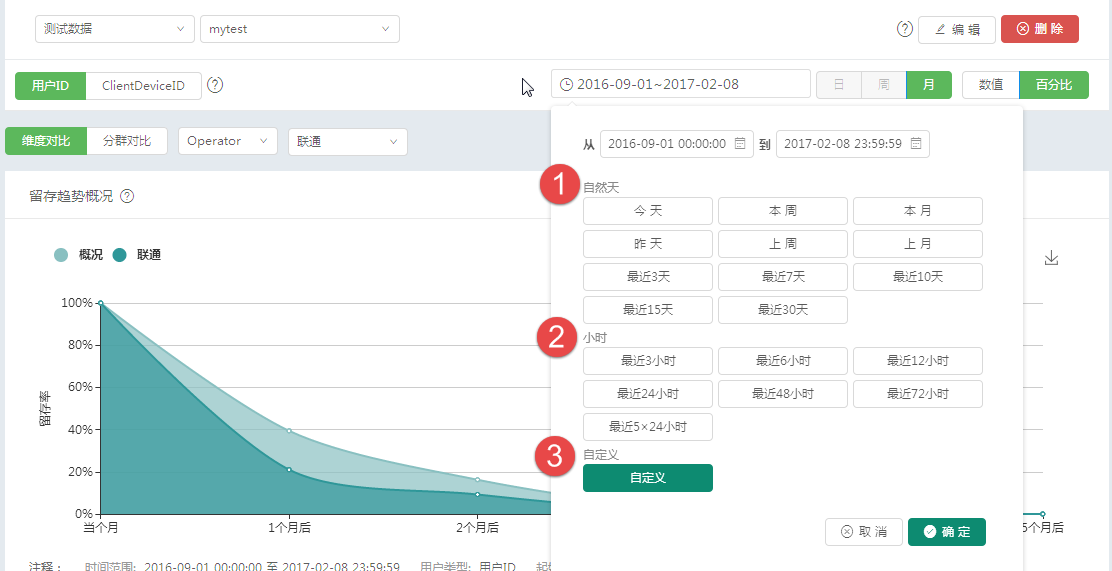 测试数据 mytest 编 辑 删 除
用户ID ClientDeviceID 2016-09-01~2017-02-08 日 周 月 数值 百分比
维度对比 分群对比 Operator 联通
从 2016-09-01 00:00:00 到 2017-02-08 23:59:59
留存趋势概况
概况 联通
1 自然天
今 天 本 周 本 月
昨 天 上 周 上 月
最近3天 最近7天 最近10天
最近15天 最近30天
2 小时
最近3小时 最近6小时 最近12小时
最近24小时 最近48小时 最近72小时
最近5×24小时
3 自定义
自定义
取 消 确 定
留存率
100%
80%
60%
40%
20%
0%
当个月 1个月后 2个月后 5个月后
注释： 时间范围: 2016-09-01 00:00:00 至 2017-02-08 23:59:59 用户类型: 用户ID